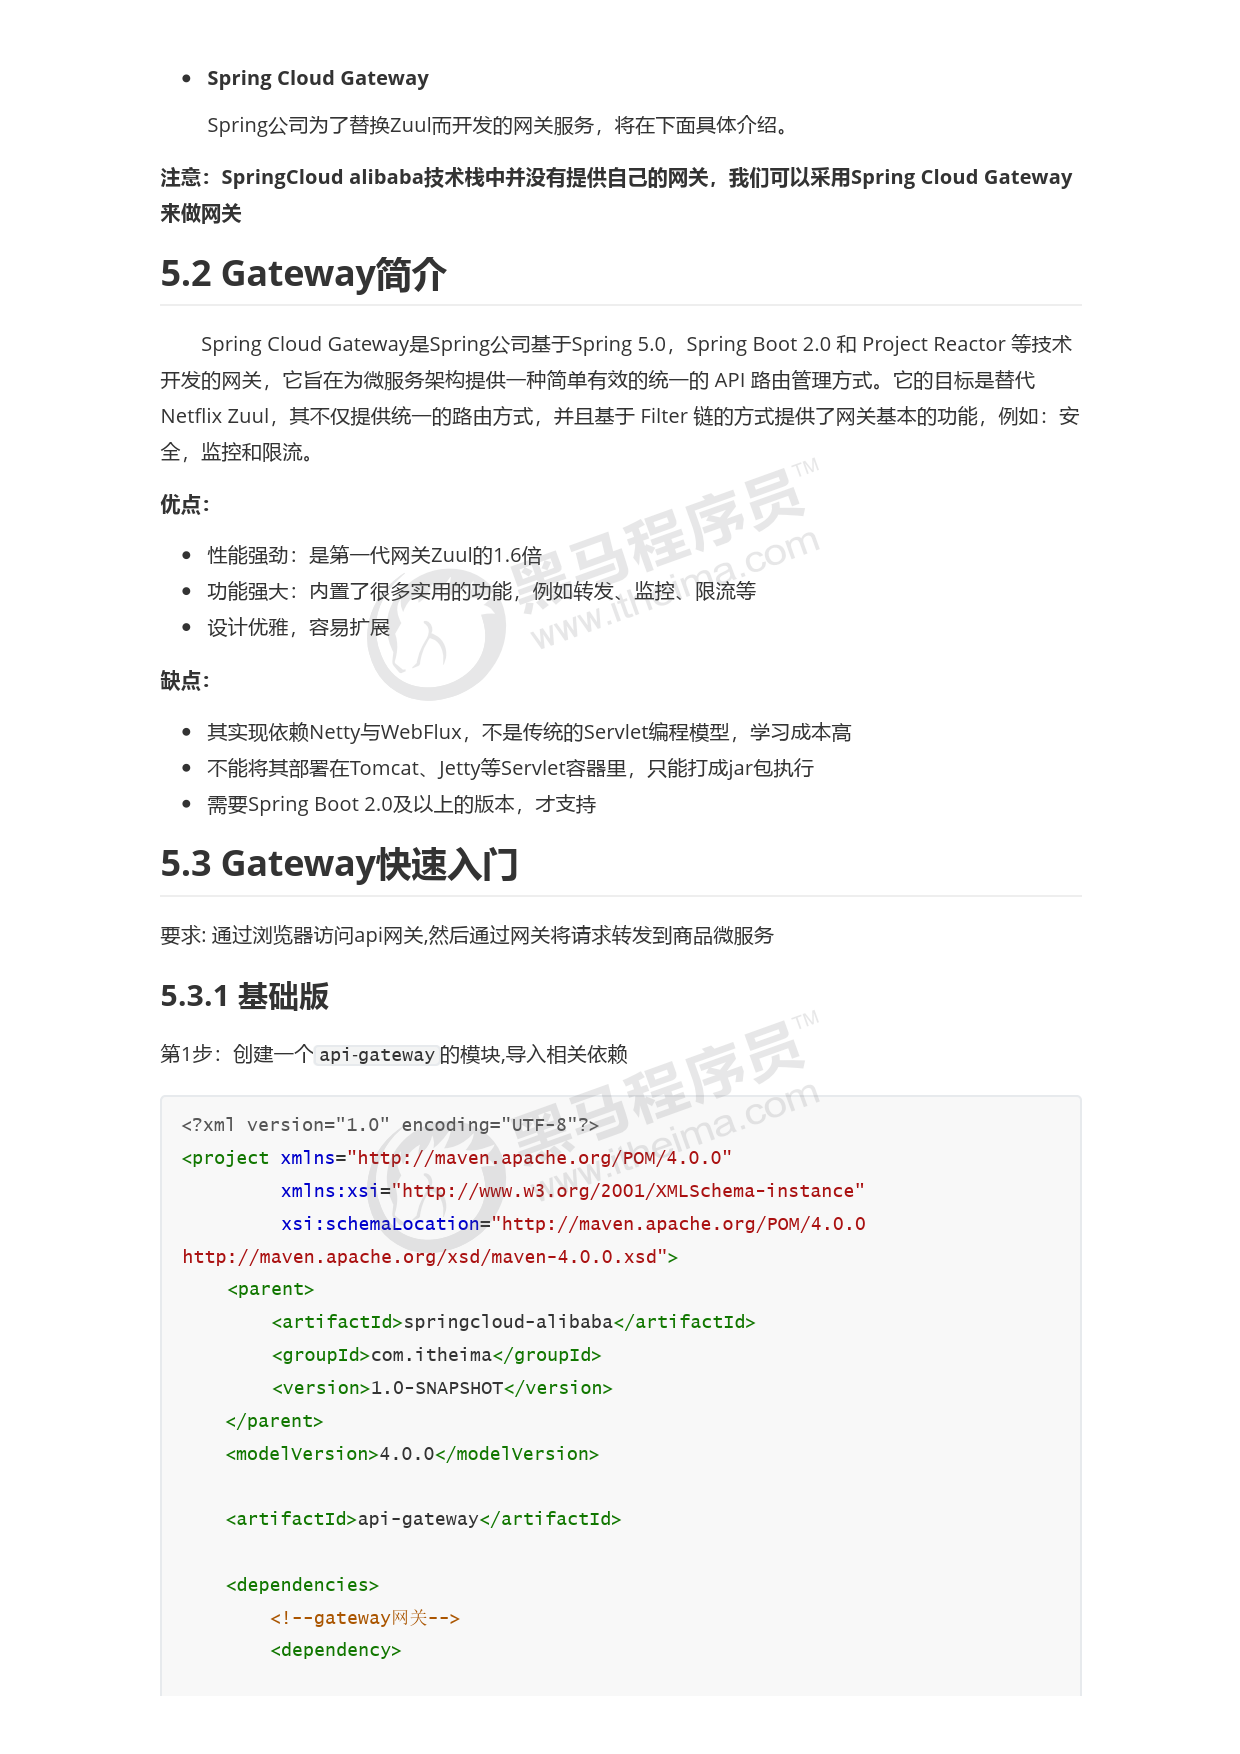 Spring Cloud Gateway
Spring公司为了替换Zuul而开发的网关服务，将在下面具体介绍。
注意：SpringCloud alibaba技术栈中并没有提供自己的网关，我们可以采用Spring Cloud Gateway
来做网关
5.2 Gateway简介
Spring Cloud Gateway是Spring公司基于Spring 5.0，Spring Boot 2.0 和 Project Reactor 等技术
开发的网关，它旨在为微服务架构提供一种简单有效的统一的 API 路由管理方式。它的目标是替代
Netflix Zuul，其不仅提供统一的路由方式，并且基于 Filter 链的方式提供了网关基本的功能，例如：安
全，监控和限流。
优点：
性能强劲：是第一代网关Zuul的1.6倍
功能强大：内置了很多实用的功能，例如转发、监控、限流等
设计优雅，容易扩展
黑马程序员™
www.itheima.com
缺点：
其实现依赖Netty与WebFlux，不是传统的Servlet编程模型，学习成本高
不能将其部署在Tomcat、Jetty等Servlet容器里，只能打成jar包执行
需要Spring Boot 2.0及以上的版本，才支持
5.3 Gateway快速入门
要求: 通过浏览器访问api网关,然后通过网关将请求转发到商品微服务
5.3.1 基础版
第1步：创建一个api-gateway的模块,导入相关依赖
黑马程序员™
www.itheima.com
<?xml version="1.0" encoding="UTF-8"?>
<project xmlns="http://maven.apache.org/POM/4.0.0"
xmlns:xsi="http://www.w3.org/2001/XMLSchema-instance"
xsi:schemaLocation="http://maven.apache.org/POM/4.0.0
http://maven.apache.org/xsd/maven-4.0.0.xsd">
<parent>
<artifactId>springcloud-alibaba</artifactId>
<groupId>com.itheima</groupId>
<version>1.0-SNAPSHOT</version>
</parent>
<modelVersion>4.0.0</modelVersion>
<artifactId>api-gateway</artifactId>
<dependencies>
<!--gateway网关-->
<dependency>